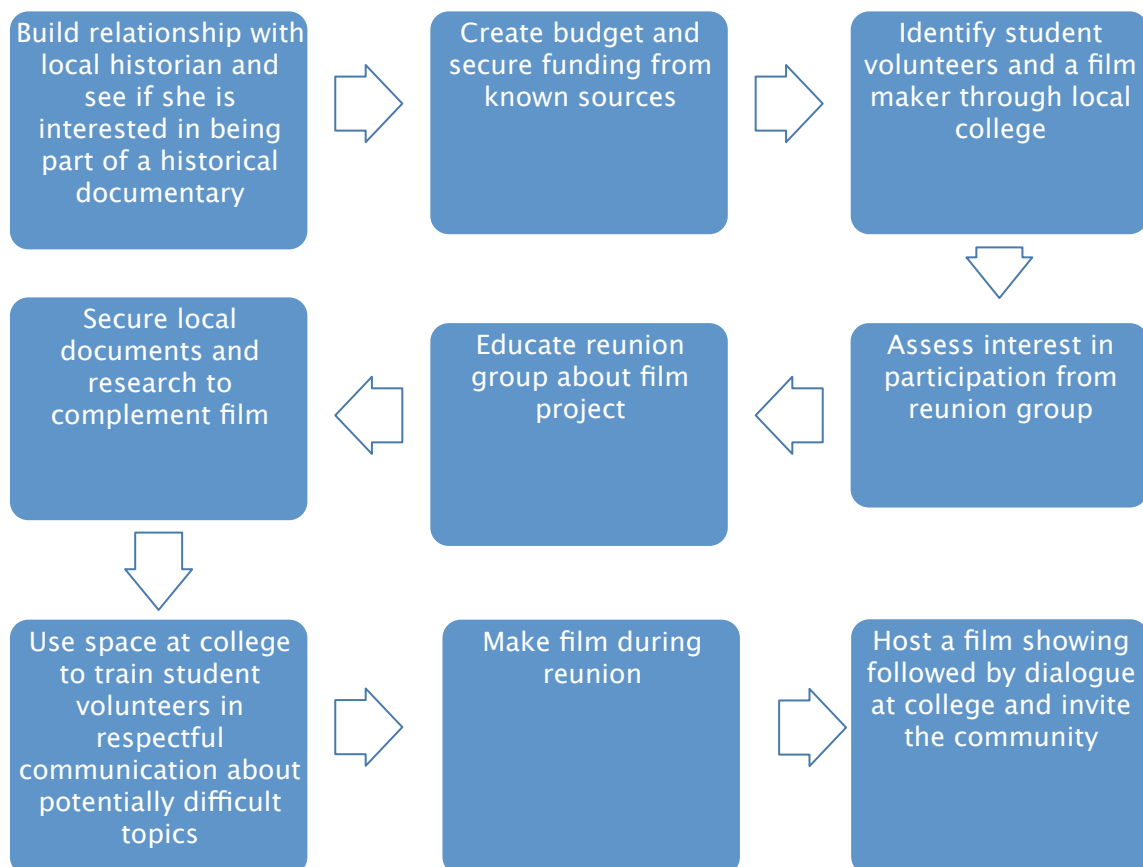 Build relationship with
local historian and
see if she is
interested in being
part of a historical
documentary
Create budget and
secure funding from
known sources
Identify student
volunteers and a film
maker through local
college
Assess interest in
participation from
reunion group
Educate reunion
group about film
project
Secure local
documents and
research to
complement film
Use space at college
to train student
volunteers in
respectful
communication about
potentially difficult
topics
Make film during
reunion
Host a film showing
followed by dialogue
at college and invite
the community